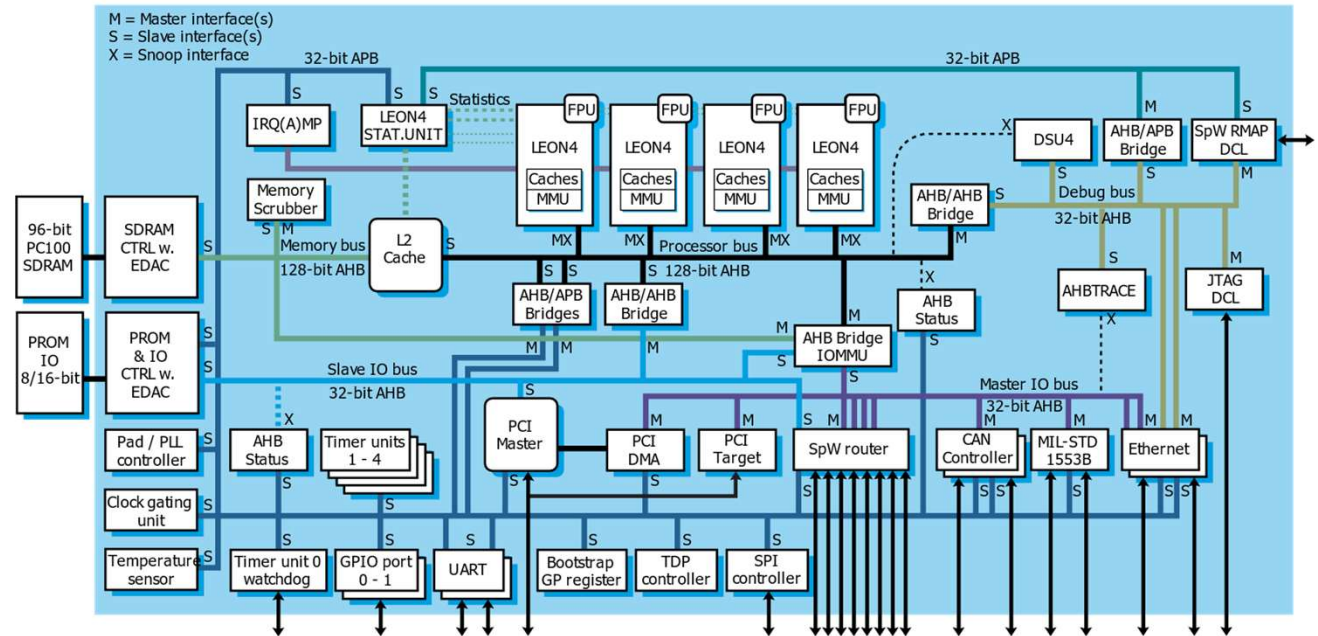 M = Master interface(s)
S = Slave interface(s)
X = Snoop interface
32-bit APB
32-bit APB
S
S
S
Statistics
FPU
FPU
FPU
FPU
X
M
S
IRQ(A)MP
LEON4
STAT.UNIT
DSU4
AHB/APB
Bridge
SpW RMAP
DCL
LEON4
LEON4
LEON4
LEON4
S
S
M
Caches
Caches
Caches
Caches
MMU
MMU
MMU
MMU
Memory
Scrubber
AHB/AHB
Bridge
S
Debug bus
32-bit AHB
96-bit
PC100
SDRAM
SDRAM
CTRL w.
EDAC
S
S
M
Memory bus
128-bit AHB
L2
Cache
S
MX
MX
Processor bus
128-bit AHB
MX
MX
M
S
S
S
X
S
M
AHB/APB
Bridges
AHB/AHB
Bridge
AHB
Status
AHBTRACE
JTAG
DCL
X
PROM
IO
8/16-bit
PROM
& IO
CTRL w.
EDAC
S
S
M
M
M
M
M
S
AHB Bridge
IOMMU
S
S
Slave IO bus
32-bit AHB
Master IO bus
32-bit AHB
S
X
M
M
S
M
M
M
M
M
Pad / PLL
controller
S
AHB
Status
Timer units
1 - 4
PCI
Master
PCI
DMA
PCI
Target
SpW router
CAN
Controller
MIL-STD
1553B
Ethernet
S
S
S
S
S
S
S
S
S
S
S
Clock gating
unit
S
Temperature
sensor
S
S
S
S
S
S
S
S
Timer unit 0
watchdog
GPIO port
0 - 1
UART
Bootstrap
GP register
TDP
controller
SPI
controller